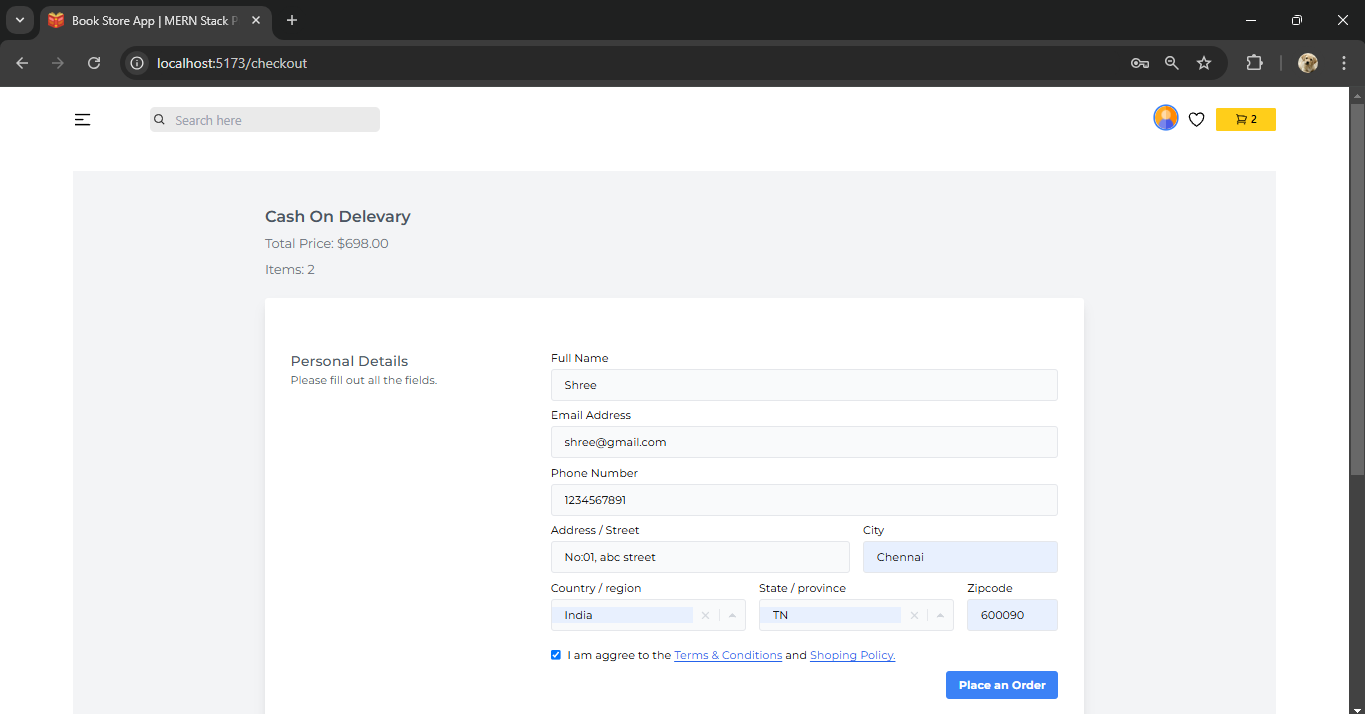 Book Store App | MERN Stack P
localhost:5173/checkout
Search here
2
Cash On Delevary
Total Price: $698.00
Items: 2
Personal Details
Please fill out all the fields.
Full Name
Shree
Email Address
shree@gmail.com
Phone Number
1234567891
Address / Street
City
No:01, abc street
Chennai
Country / region
State / province
Zipcode
India
TN
600090
I am aggree to the Terms & Conditions and Shoping Policy.
Place an Order